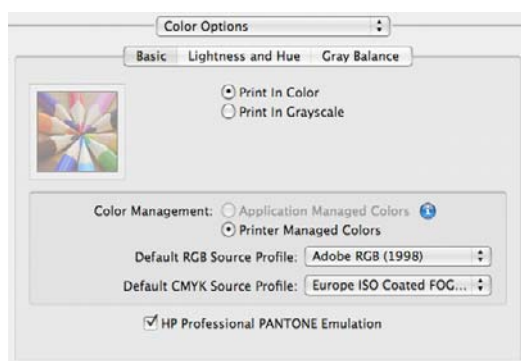 Color Options
Basic Lightness and Hue Gray Balance
Print In Color
Print In Grayscale
Color Management: Application Managed Colors
Printer Managed Colors
Default RGB Source Profile: Adobe RGB (1998)
Default CMYK Source Profile: Europe ISO Coated FOG...
HP Professional PANTONE Emulation